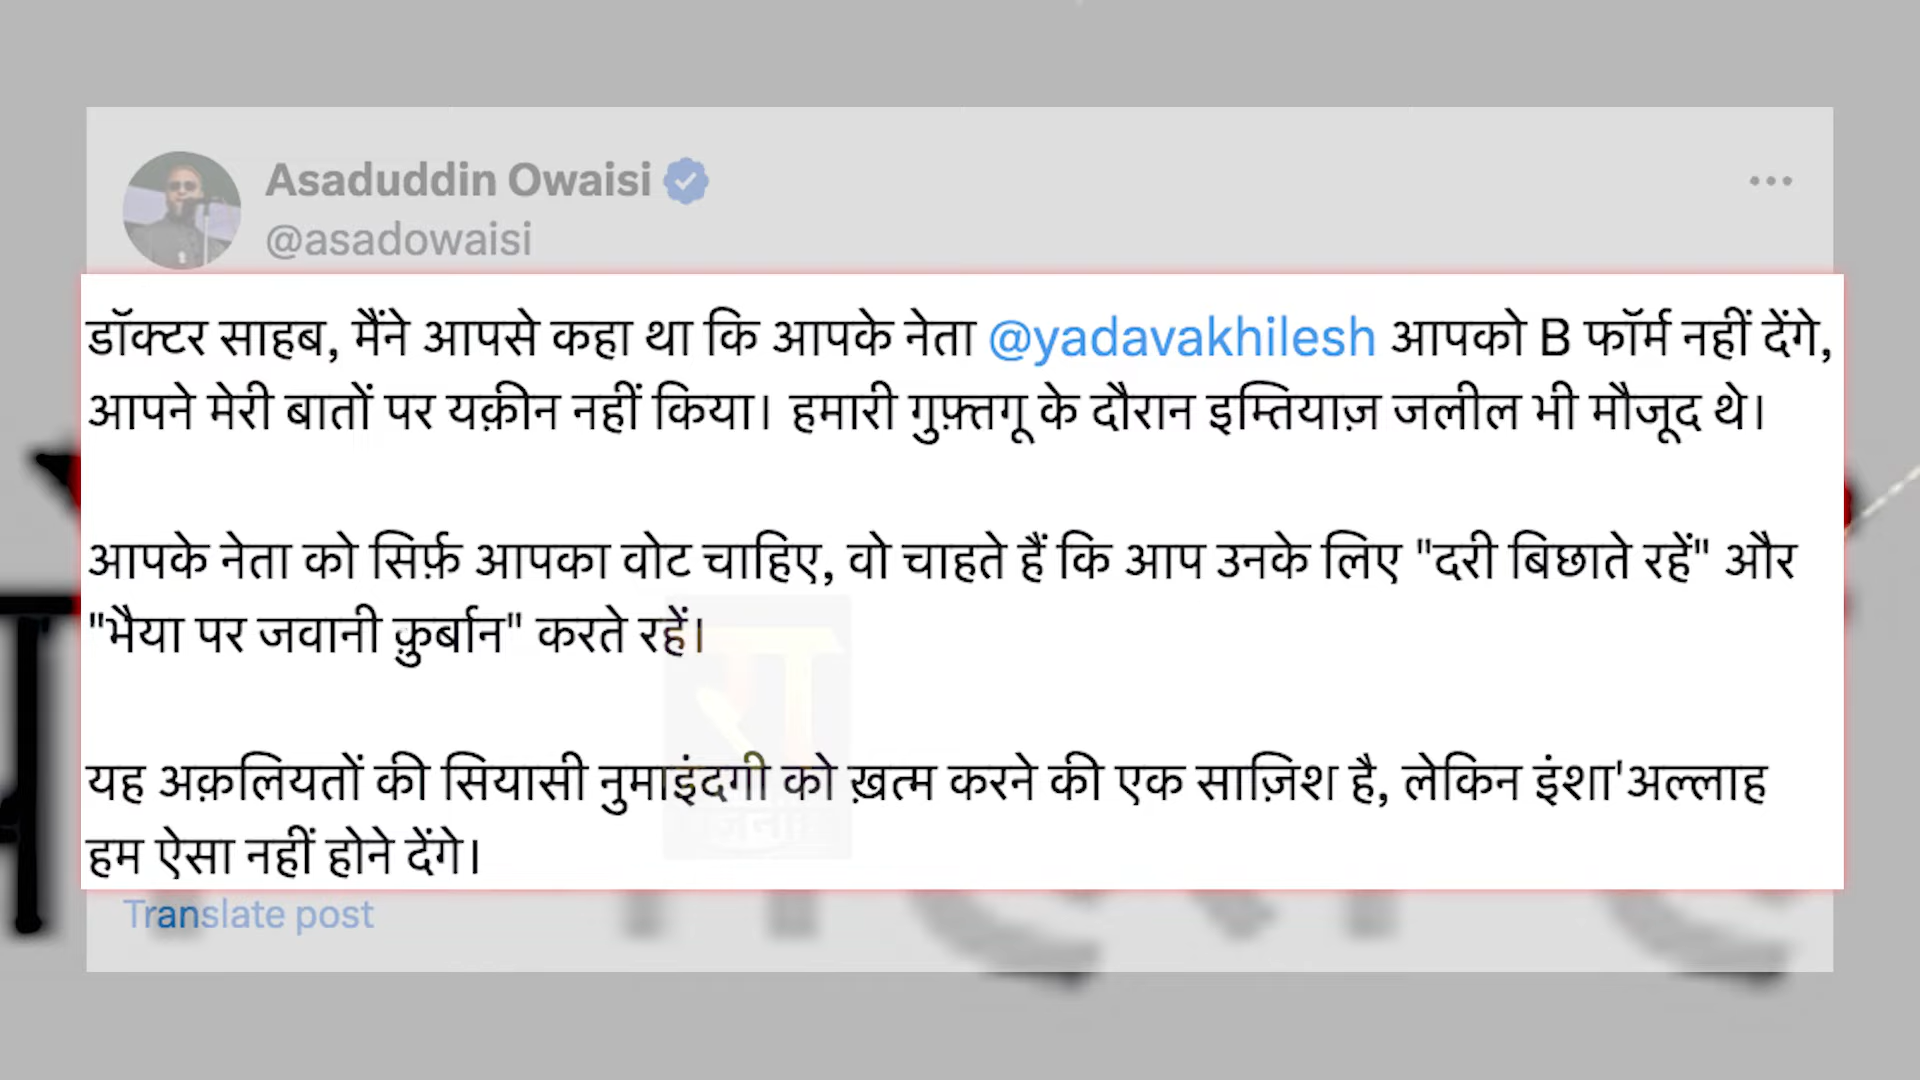 Asaduddin Owaisi
@asadowaisi
डॉक्टर साहब, मैंने आपसे कहा था कि आपके नेता @yadavakhilesh आपको B फॉर्म नहीं देंगे,
आपने मेरी बातों पर यक़ीन नहीं किया। हमारी गुफ़्तगू के दौरान इम्तियाज़ जलील भी मौजूद थे।
आपके नेता को सिर्फ़ आपका वोट चाहिए, वो चाहते हैं कि आप उनके लिए "दरी बिछाते रहें" और
"भैया पर जवानी क़ुर्बान" करते रहें।
यह अक़लियतों की सियासी नुमाइंदगी को ख़त्म करने की एक साज़िश है, लेकिन इंशा'अल्लाह
हम ऐसा नहीं होने देंगे।
Translate post